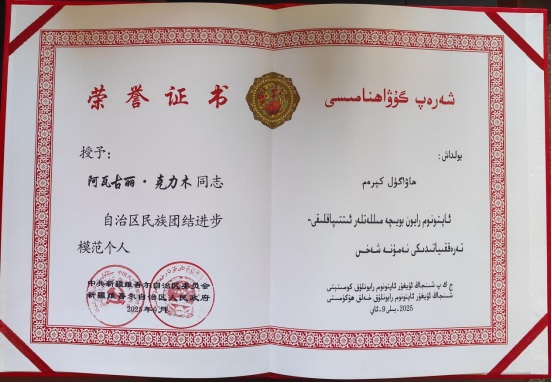 荣誉证书
授予：
阿瓦古丽·克力木同志
自治区民族团结进步
模范个人
中共新疆维吾尔自治区委员会
新疆维吾尔自治区人民政府
2025年9月
شەرەپ گۇۋاھنامىسى
يولداش:
ھاۋاگۈل كېرەم
ئاپتونوم رايون بويىچە مىللەتلەر ئىتتىپاقلىقى-
تەرەققىياتىدىكى نەمۇنە شەخس
ج ك پ شىنجاڭ ئۇيغۇر ئاپتونوم رايونلۇق كومىتېتى
شىنجاڭ ئۇيغۇر ئاپتونوم رايونلۇق خەلق ھۆكۈمىتى
2025-يىلى 9-ئاي